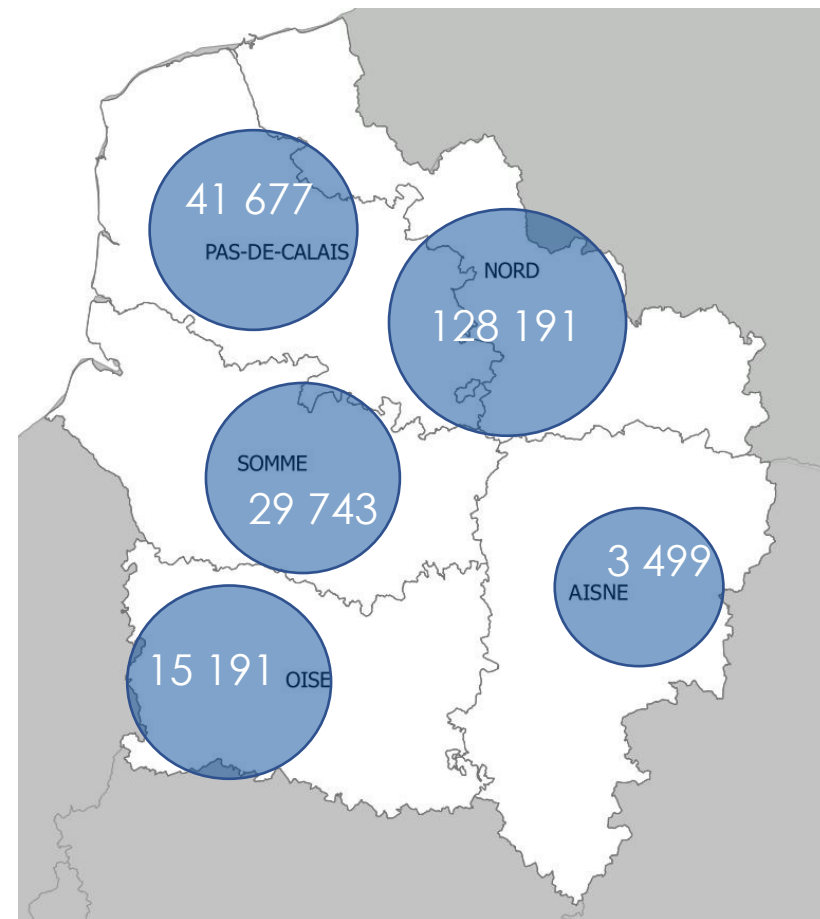 41 677
PAS-DE-CALAIS
NORD
128 191
SOMME
29 743
3 499
AISNE
15 191 OISE